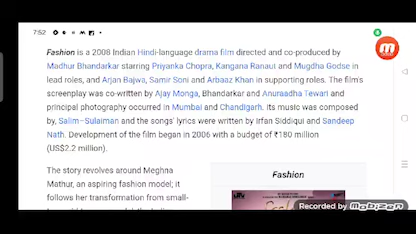 7:52
Fashion is a 2008 Indian Hindi-language drama film directed and co-produced by
Madhur Bhandarkar starring Priyanka Chopra, Kangana Ranaut and Mugdha Godse in
lead roles, and Arjan Bajwa, Samir Soni and Arbaaz Khan in supporting roles. The film's
screenplay was co-written by Ajay Monga, Bhandarkar and Anuraadha Tewari and
principal photography occurred in Mumbai and Chandigarh. Its music was composed
by, Salim–Sulaiman and the songs' lyrics were written by Irfan Siddiqui and Sandeep
Nath. Development of the film began in 2006 with a budget of ₹180 million
(US$2.2 million).
The story revolves around Meghna
Mathur, an aspiring fashion model; it
follows her transformation from small-
Fashion
Recorded by Mobizen